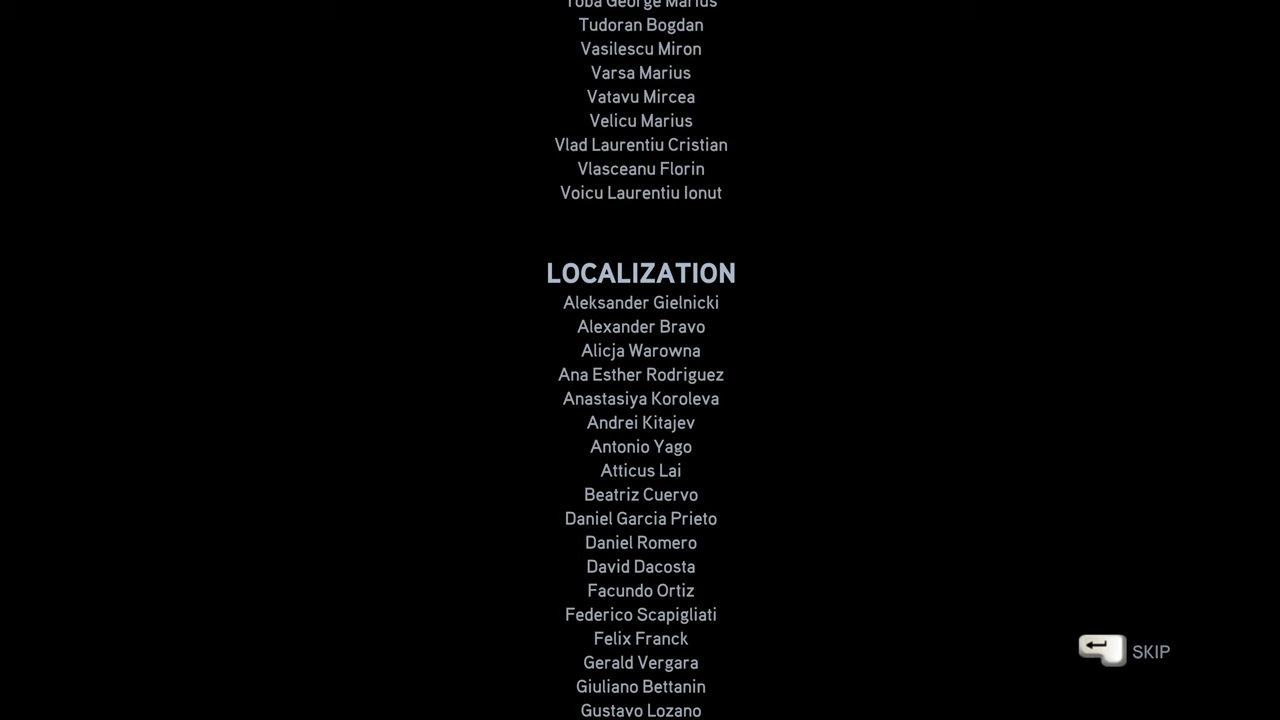 Toba George Marius
Tudoran Bogdan
Vasilescu Miron
Varsa Marius
Vatavu Mircea
Velicu Marius
Vlad Laurentiu Cristian
Vlasceanu Florin
Voicu Laurentiu Ionut
LOCALIZATION
Aleksander Gielnicki
Alexander Bravo
Alicja Warowna
Ana Esther Rodriguez
Anastasiya Koroleva
Andrei Kitajev
Antonio Yago
Atticus Lai
Beatriz Cuervo
Daniel Garcia Prieto
Daniel Romero
David Dacosta
Facundo Ortiz
Federico Scapigliati
Felix Franck
Gerald Vergara
SKIP
Giuliano Bettanin
Gustavo Lozano